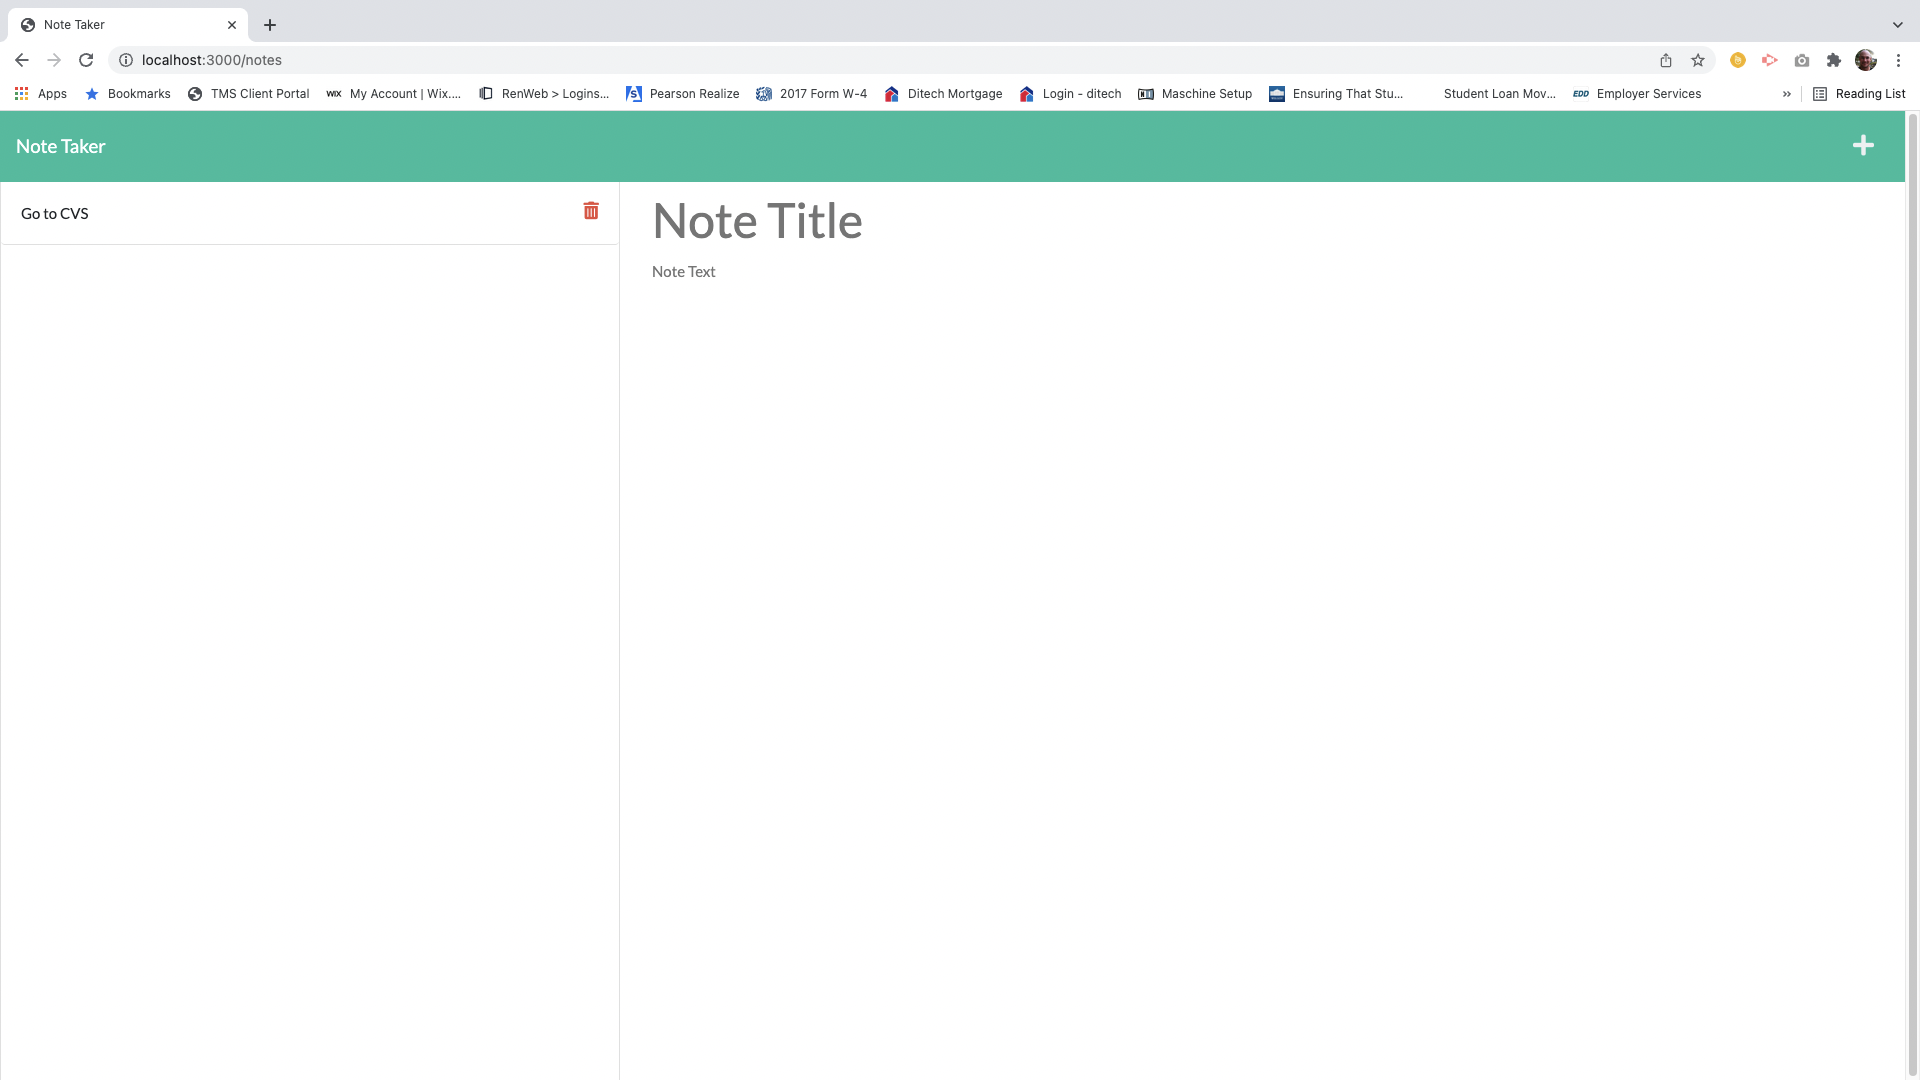 Note Taker
localhost:3000/notes
Apps Bookmarks TMS Client Portal WIX My Account | Wix.... RenWeb > Logins... Pearson Realize 2017 Form W-4 Ditech Mortgage Login - ditech Maschine Setup Ensuring That Stu... Student Loan Mov... EDD Employer Services » Reading List
Note Taker
Go to CVS
Note Title
Note Text